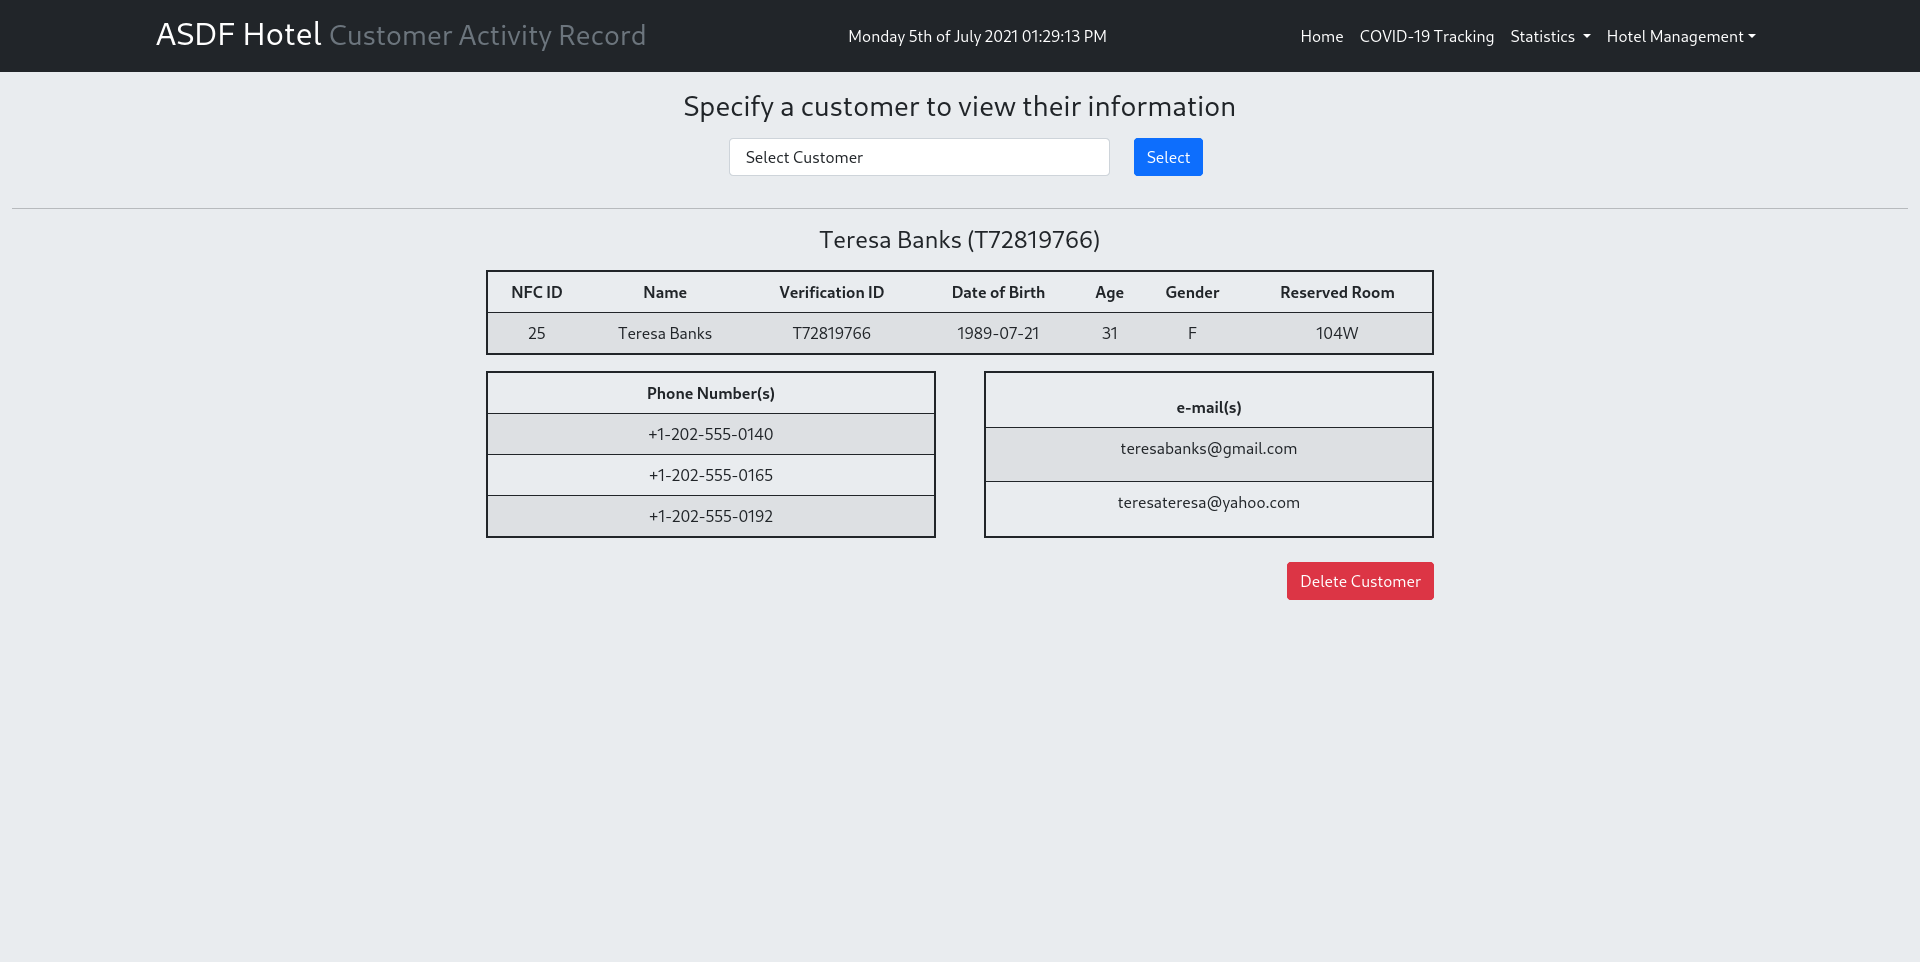 ASDF Hotel Customer Activity Record
Monday 5th of July 2021 01:29:13 PM
Home COVID-19 Tracking Statistics Hotel Management
Specify a customer to view their information
Select Customer Select
Teresa Banks (T72819766)
NFC ID Name Verification ID Date of Birth Age Gender Reserved Room
25 Teresa Banks T72819766 1989-07-21 31 F 104W
Phone Number(s)
+1-202-555-0140
+1-202-555-0165
+1-202-555-0192
e-mail(s)
teresabanks@gmail.com
teresateresa@yahoo.com
Delete Customer